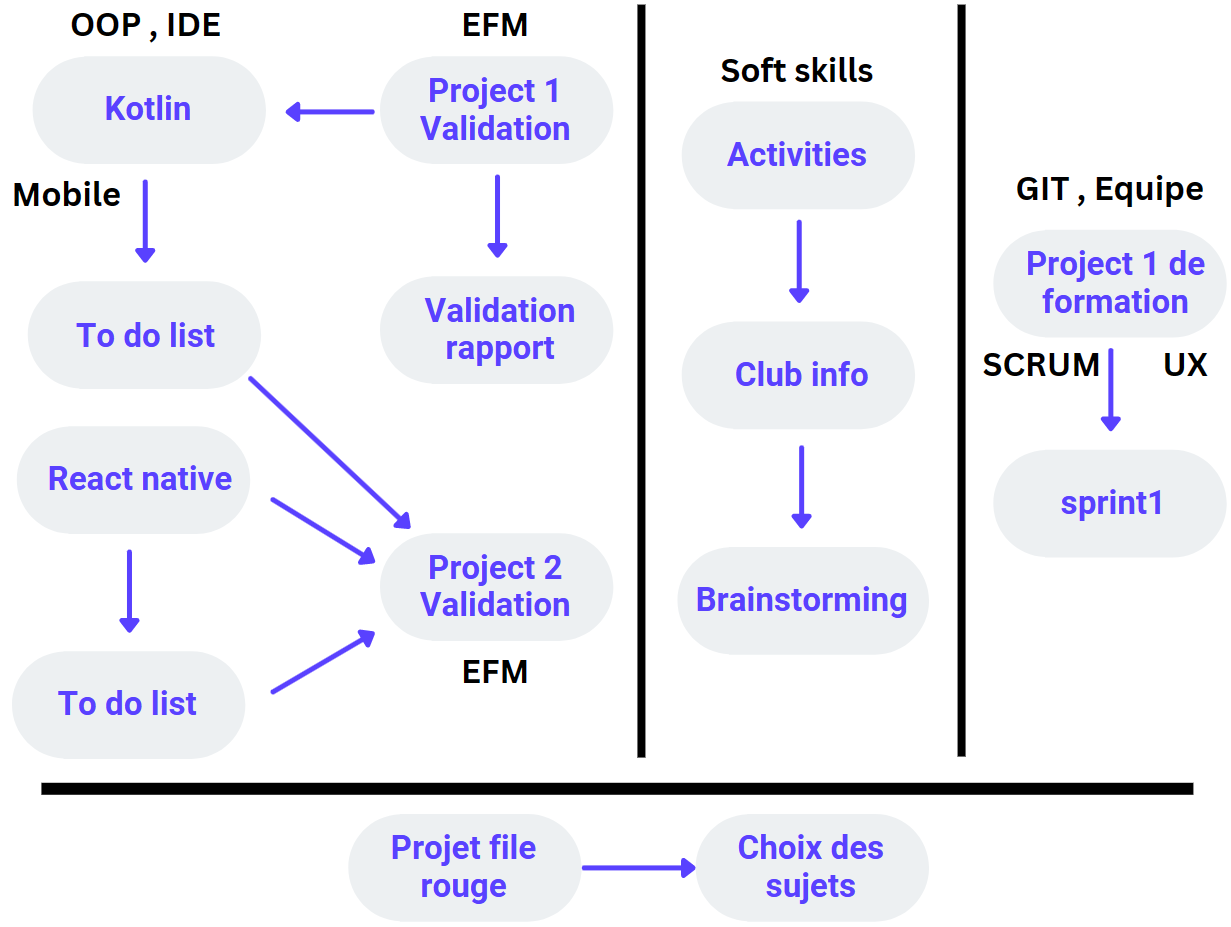 OOP , IDE
Kotlin
Mobile
To do list
React native
To do list
EFM
Project 1
Validation
Validation
rapport
Project 2
Validation
EFM
Soft skills
Activities
Club info
Brainstorming
GIT , Equipe
Project 1 de
formation
SCRUM
UX
sprint1
Projet file
rouge
Choix des
sujets